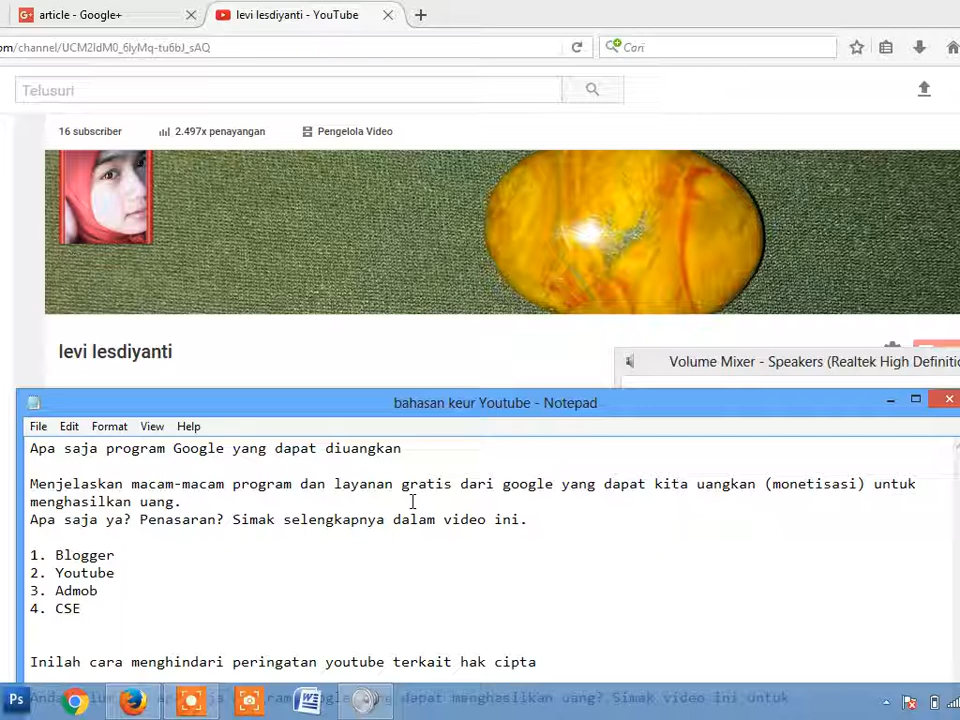 article - Google+
levi lesdiyanti - YouTube
om/channel/UCM2ldM0_6lyMq-tu6bJ_sAQ
Cari
Telusuri
16 subscriber
2.497x penayangan
Pengelola Video
levi lesdiyanti
Volume Mixer - Speakers (Realtek High Definitio
bahasan keur Youtube - Notepad
File Edit Format View Help
Apa saja program Google yang dapat diuangkan
Menjelaskan macam-macam program dan layanan gratis dari google yang dapat kita uangkan (monetisasi) untuk
menghasilkan uang.
Apa saja ya? Penasaran? Simak selengkapnya dalam video ini.
1. Blogger
2. Youtube
3. Admob
4. CSE
Inilah cara menghindari peringatan youtube terkait hak cipta
dapat menghasilkan uang? Simak video ini untuk
Ps